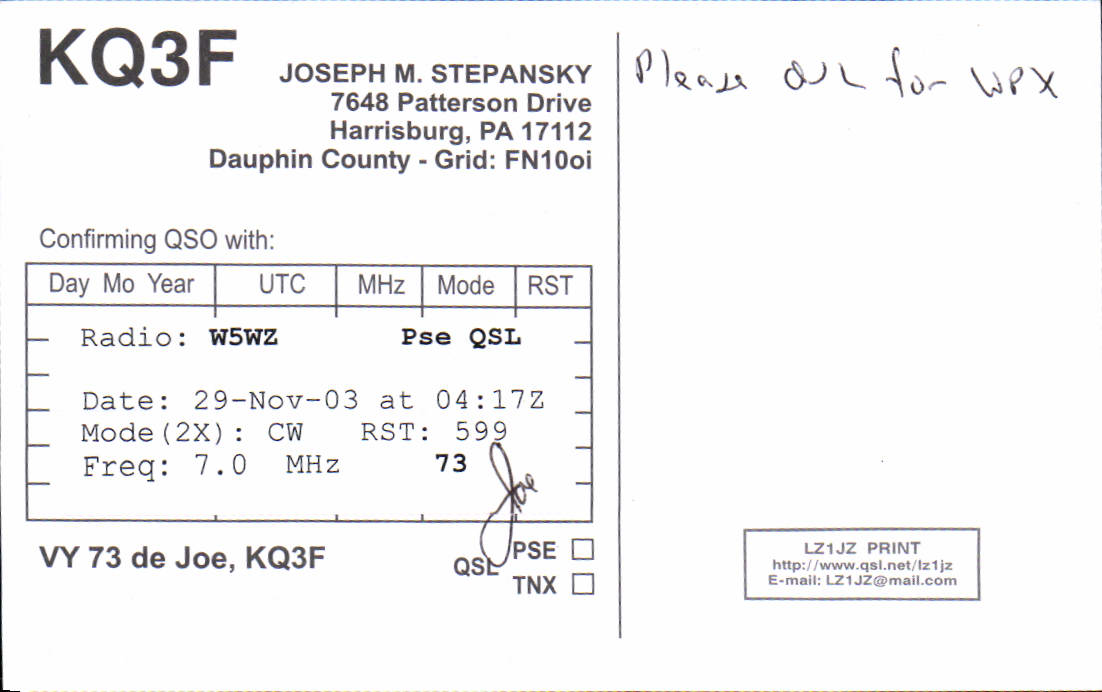 KQ3F
JOSEPH M. STEPANSKY
7648 Patterson Drive
Harrisburg, PA 17112
Dauphin County - Grid: FN10oi
Confirming QSO with:
Day Mo Year UTC MHz Mode RST
Radio: W5WZ Pse QSL
Date: 29-Nov-03 at 04:17Z
Mode(2X): CW RST: 599
Freq: 7.0 MHz 73
Joe
VY 73 de Joe, KQ3F
QSL PSE
TNX
Please QSL for WPX
LZ1JZ PRINT
http://www.qsl.net/lz1jz
E-mail: LZ1JZ@mail.com